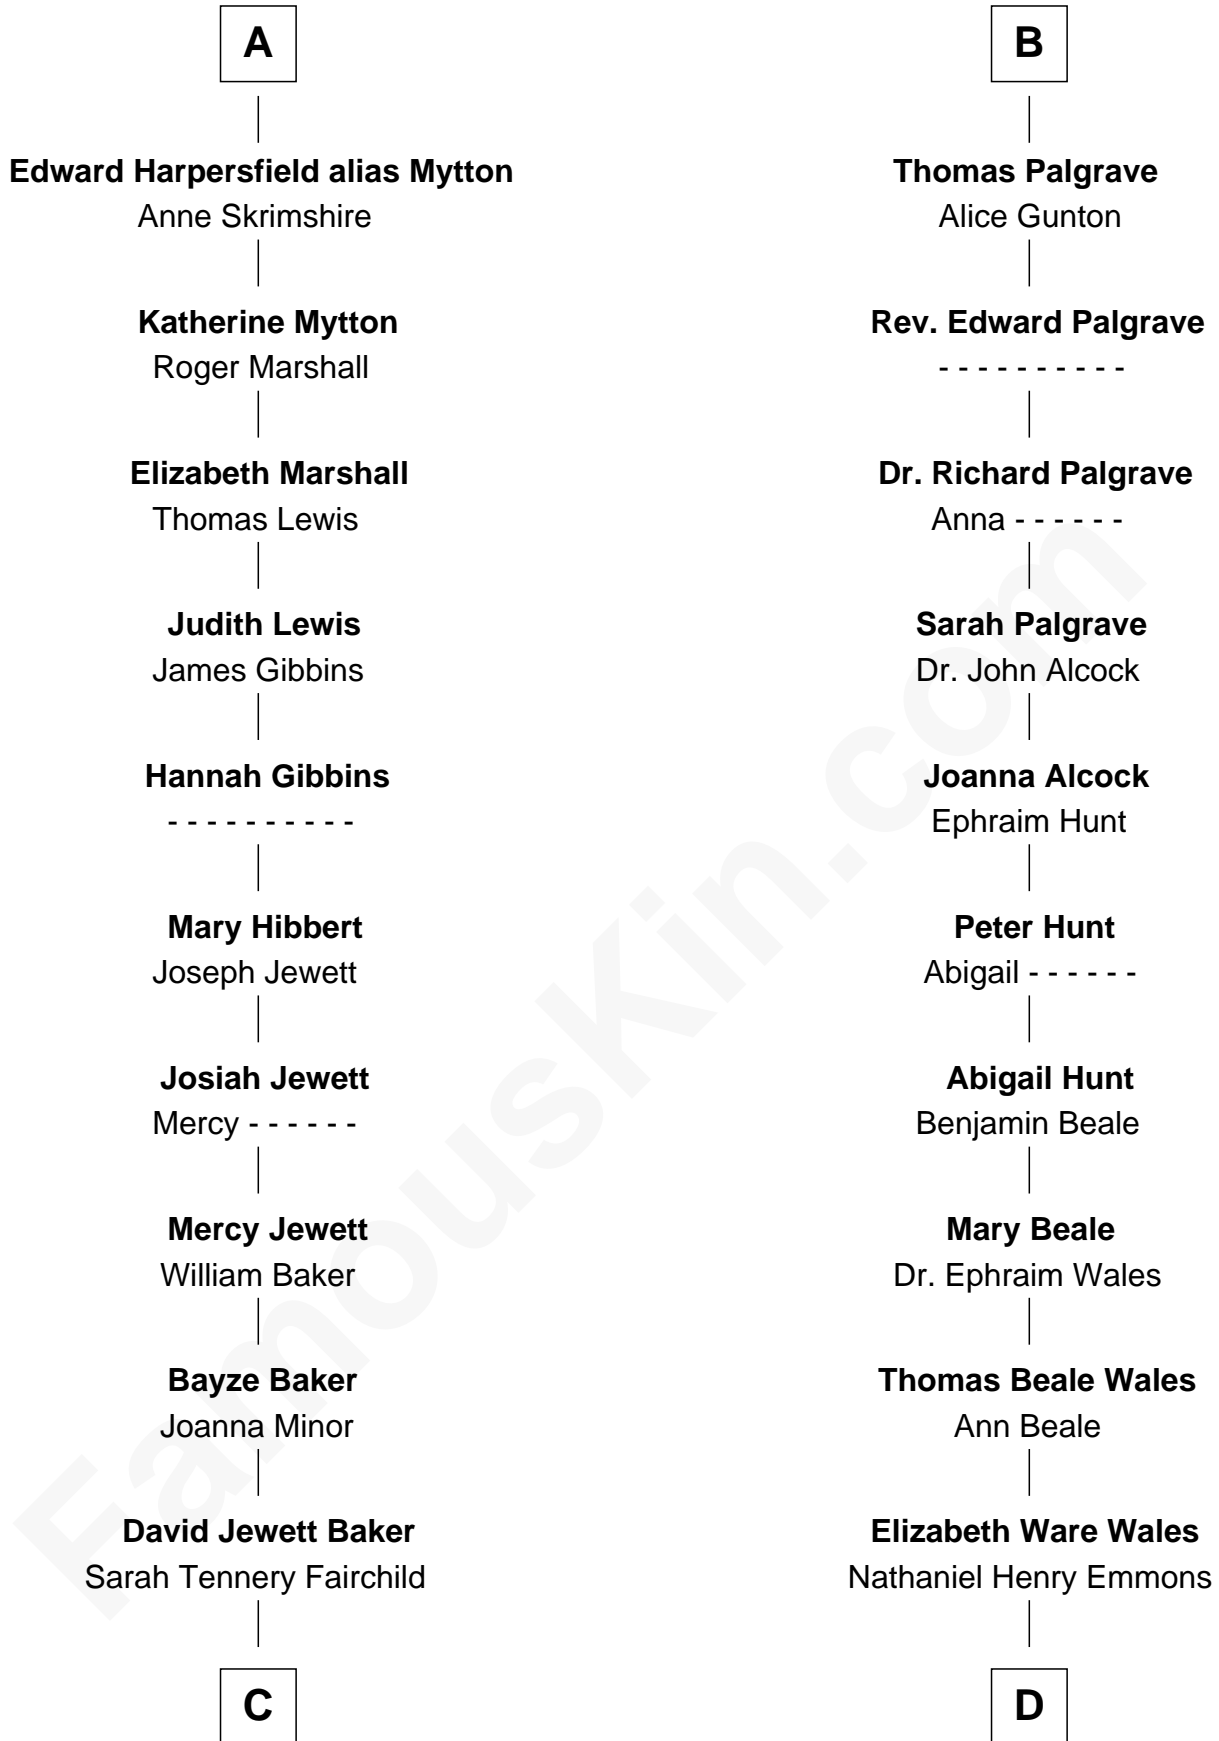 A
Edward Harpersfield alias Mytton
Anne Skrimshire
Katherine Mytton
Roger Marshall
Elizabeth Marshall
Thomas Lewis
Judith Lewis
James Gibbins
Hannah Gibbins
- - - - - - - - - -
Mary Hibbert
Joseph Jewett
Josiah Jewett
Mercy - - - - - -
Mercy Jewett
William Baker
Bayze Baker
Joanna Minor
David Jewett Baker
Sarah Tennery Fairchild
C
B
Thomas Palgrave
Alice Gunton
Rev. Edward Palgrave
- - - - - - - - - -
Dr. Richard Palgrave
Anna - - - - - -
Sarah Palgrave
Dr. John Alcock
Joanna Alcock
Ephraim Hunt
Peter Hunt
Abigail - - - - - -
Abigail Hunt
Benjamin Beale
Mary Beale
Dr. Ephraim Wales
Thomas Beale Wales
Ann Beale
Elizabeth Ware Wales
Nathaniel Henry Emmons
D
FamousKin.com